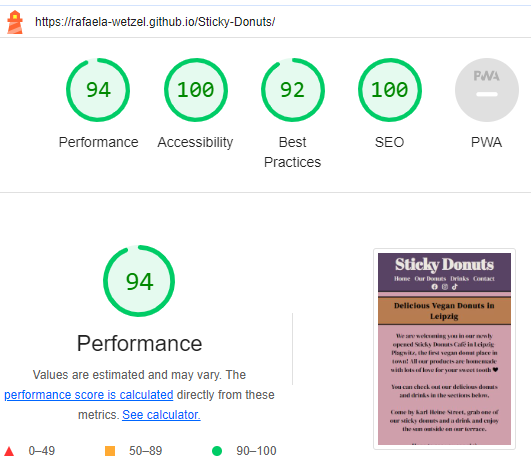 https://rafaela-wetzel.github.io/Sticky-Donuts/
94
100
92
100
PWA
Performance
Accessibility
Best
Practices
SEO
PWA
94
Performance
Values are estimated and may vary. The
performance score is calculated directly from these
metrics. See calculator.
0–49
50–89
90–100
Sticky Donuts
Home Our Donuts Drinks Contact
Delicious Vegan Donuts in
Leipzig
We are welcoming you in our newly
opened Sticky Donuts Café in Leipzig
Plagwitz, the first vegan donut place in
town! All our products are homemade
with lots of love for your sweet tooth ♥
You can check out our delicious donuts
and drinks in the sections below.
Come by Karl Heine Street, grab one of
our sticky donuts and a drink and enjoy
the sun outside on our terrace.